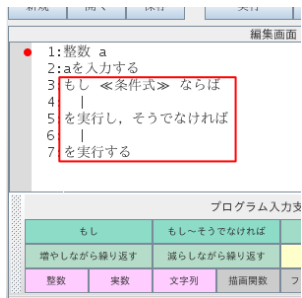 編集画面
1:整数 a
2:aを入力する
3:もし ≪条件式≫ ならば
4: |
5:を実行し，そうでなければ
6: |
7:を実行する
プログラム入力支
もし もし〜そうでなければ
増やしながら繰り返す 減らしながら繰り返す
整数 実数 文字列 描画関数